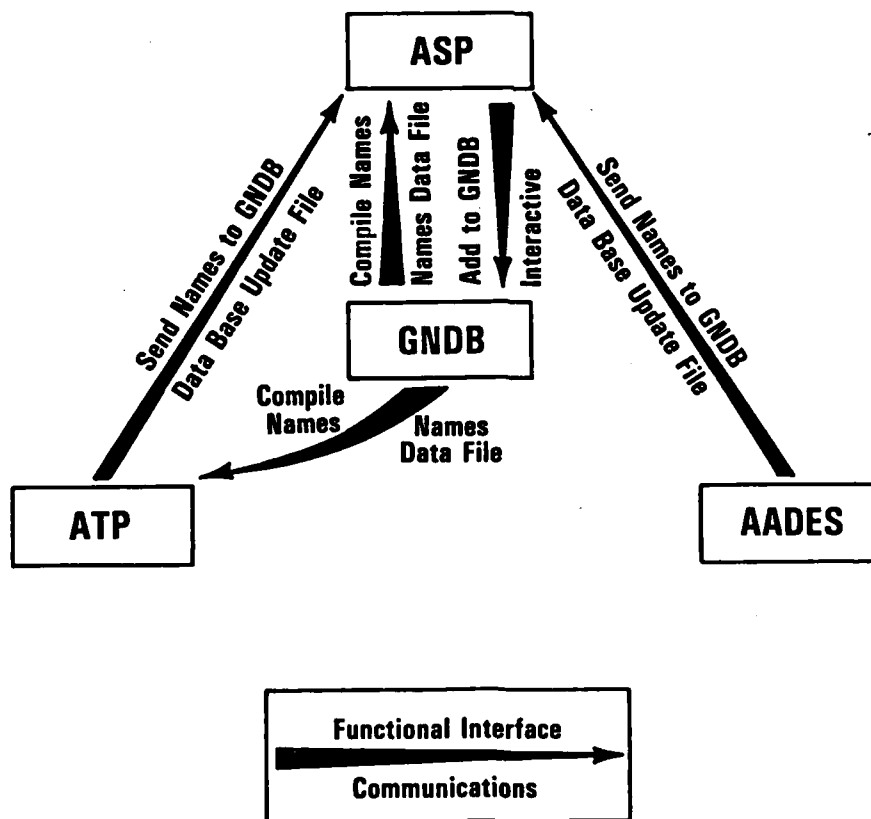 ASP
Send Names to GNDB
Data Base Update File
Compile Names
Names Data File
Add to GNDB
Interactive
Send Names to GNDB
Data Base Update File
GNDB
Compile
Names
Names
Data File
ATP
AADES
Functional Interface
Communications